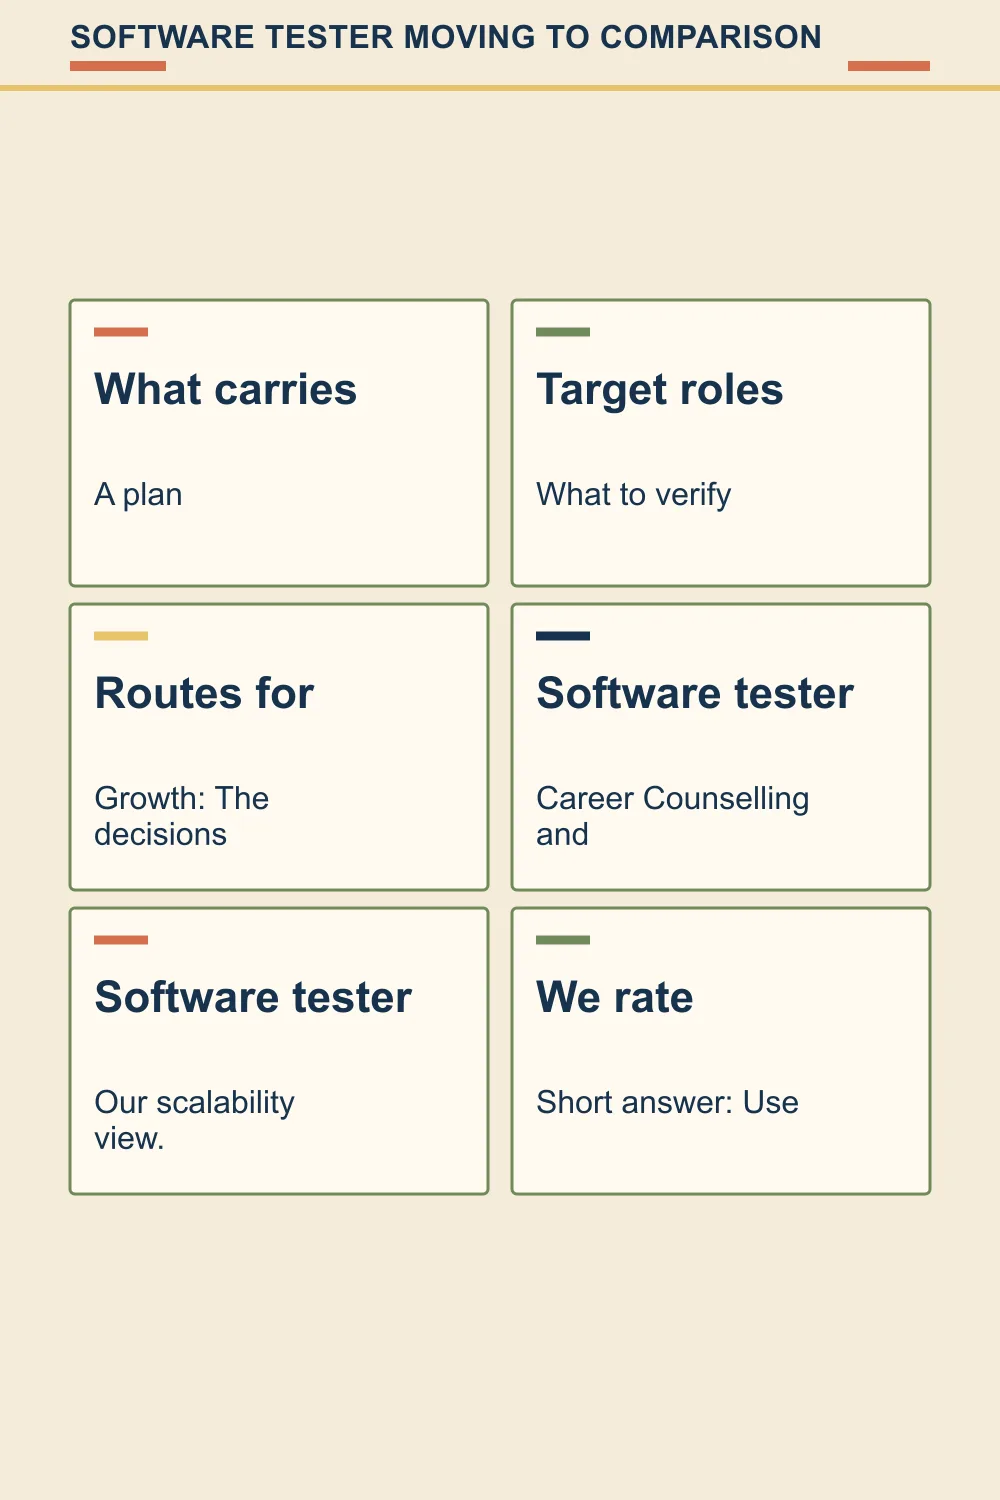 SOFTWARE TESTER MOVING TO COMPARISON
What carries
A plan
Target roles
What to verify
Routes for
Growth: The
decisions
Software tester
Career Counselling
and
Software tester
Our scalability
view.
We rate
Short answer: Use